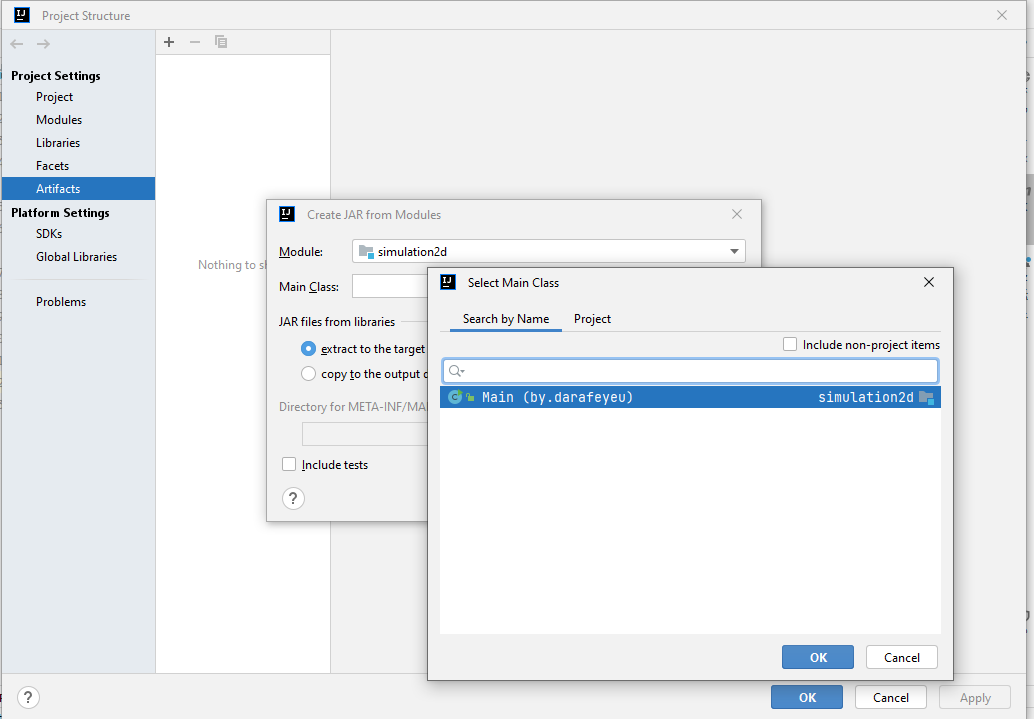 Project Structure
Project Settings
Project
Modules
Libraries
Facets
Artifacts
Platform Settings
SDKs
Global Libraries
Problems
Nothing to sh
Create JAR from Modules
Module: simulation2d
Main Class:
JAR files from libraries
extract to the target
copy to the output
Directory for META-INF/MA
Include tests
?
Select Main Class
Search by Name Project
Include non-project items
Main (by.darafeyeu) simulation2d
OK Cancel
? OK Cancel Apply